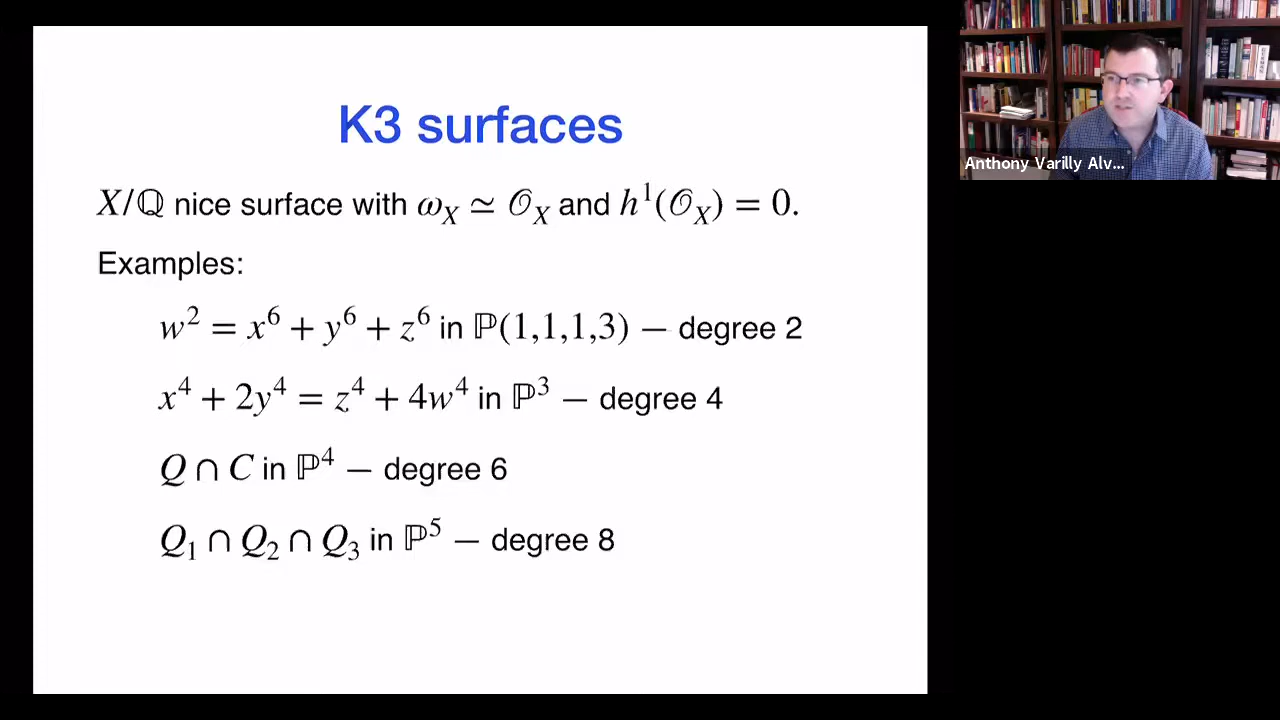 K3 surfaces
X/ℚ nice surface with ω_X ≃ 𝒪_X and h¹(𝒪_X) = 0.
Examples:
w² = x⁶ + y⁶ + z⁶ in ℙ(1,1,1,3) — degree 2
x⁴ + 2y⁴ = z⁴ + 4w⁴ in ℙ³ — degree 4
Q ∩ C in ℙ⁴ — degree 6
Q₁ ∩ Q₂ ∩ Q₃ in ℙ⁵ — degree 8
Anthony Varilly Alv...